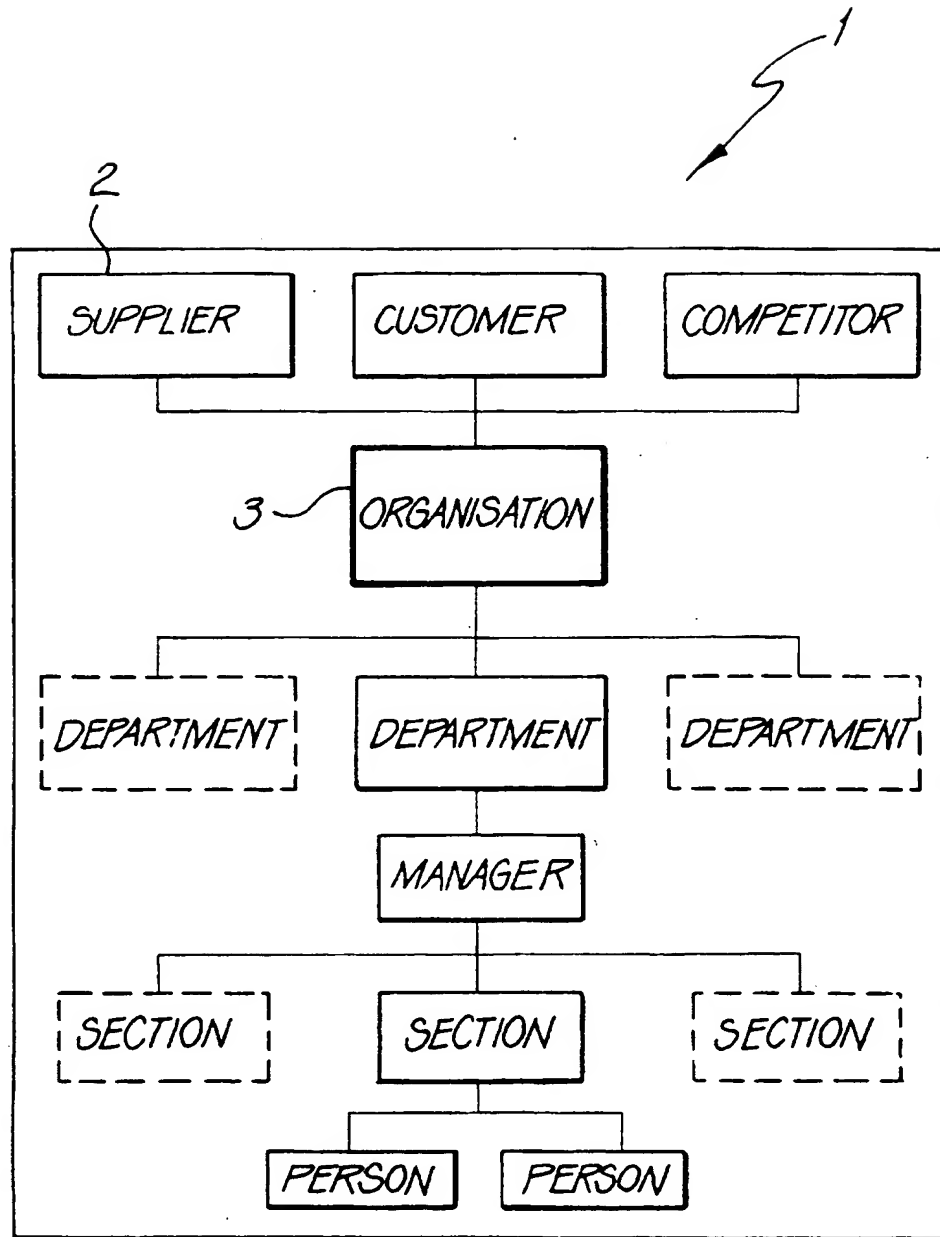 1
2
SUPPLIER CUSTOMER COMPETITOR
3 ORGANISATION
DEPARTMENT DEPARTMENT DEPARTMENT
MANAGER
SECTION SECTION SECTION
PERSON PERSON